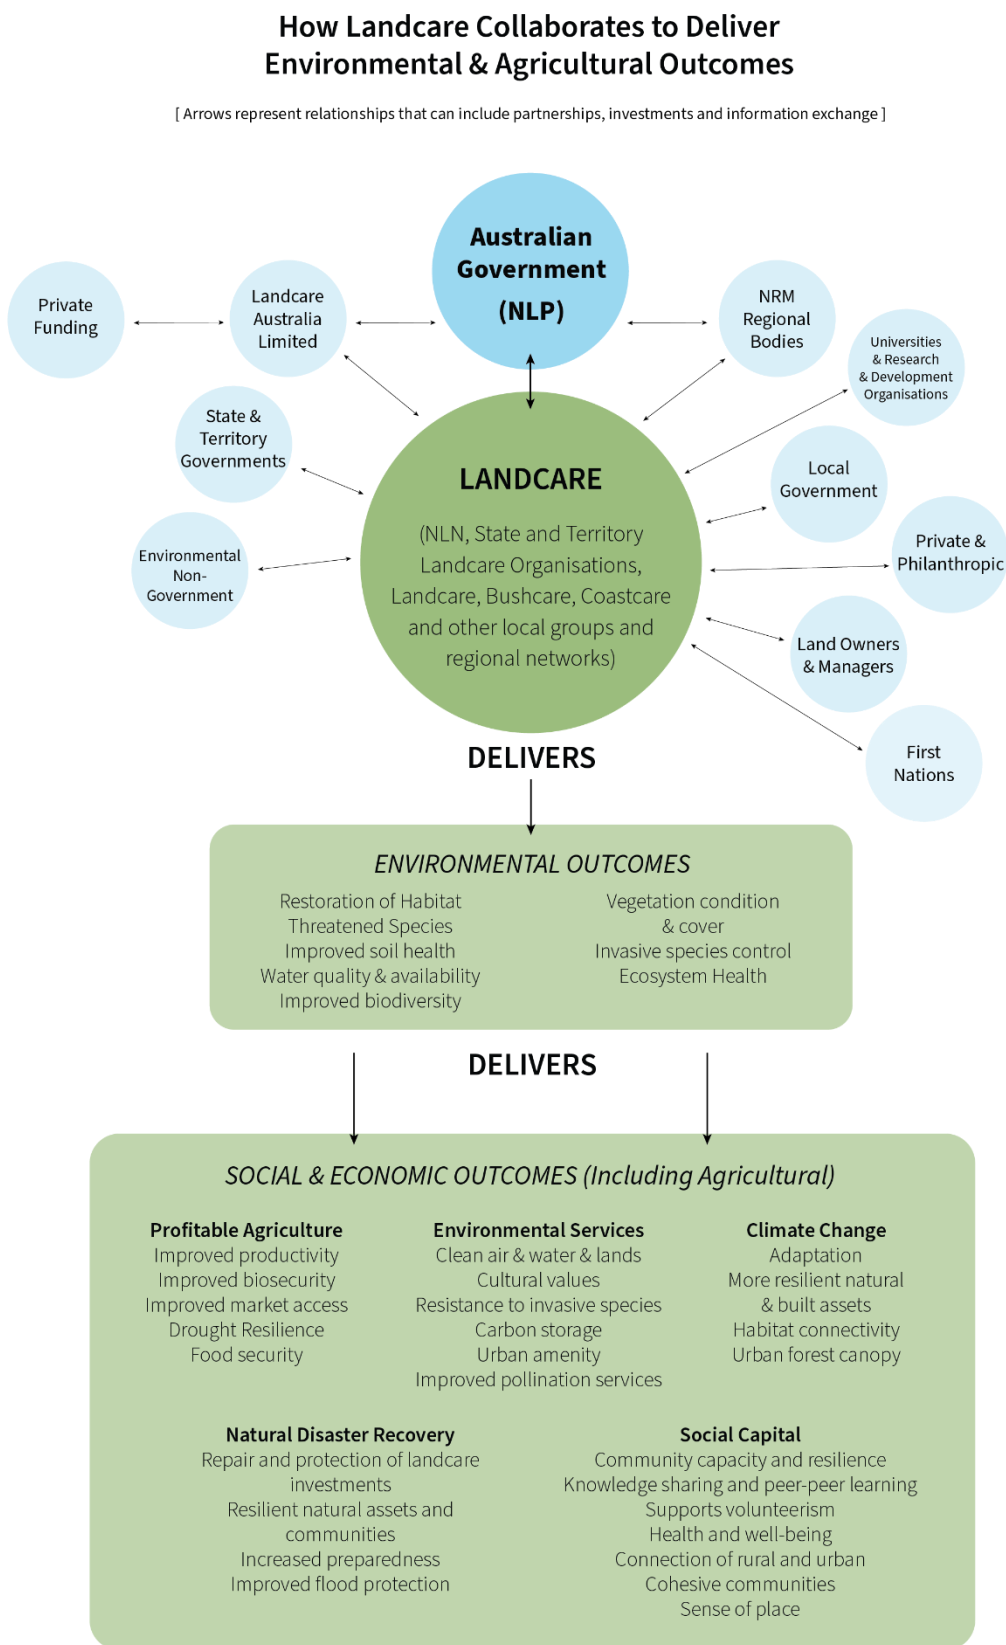 How Landcare Collaborates to Deliver
Environmental & Agricultural Outcomes
[ Arrows represent relationships that can include partnerships, investments and information exchange ]
Australian
Government
(NLP)
Private
Funding
Landcare
Australia
Limited
NRM
Regional
Bodies
Universities
& Research
& Development
Organisations
State &
Territory
Governments
Local
Government
Environmental
Non-
Government
Private &
Philanthropic
Land Owners
& Managers
First
Nations
LANDCARE
(NLN, State and Territory
Landcare Organisations,
Landcare, Bushcare, Coastcare
and other local groups and
regional networks)
DELIVERS
ENVIRONMENTAL OUTCOMES
Restoration of Habitat
Threatened Species
Improved soil health
Water quality & availability
Improved biodiversity
Vegetation condition
& cover
Invasive species control
Ecosystem Health
DELIVERS
SOCIAL & ECONOMIC OUTCOMES (Including Agricultural)
Profitable Agriculture
Improved productivity
Improved biosecurity
Improved market access
Drought Resilience
Food security
Environmental Services
Clean air & water & lands
Cultural values
Resistance to invasive species
Carbon storage
Urban amenity
Improved pollination services
Climate Change
Adaptation
More resilient natural
& built assets
Habitat connectivity
Urban forest canopy
Natural Disaster Recovery
Repair and protection of landcare
investments
Resilient natural assets and
communities
Increased preparedness
Improved flood protection
Social Capital
Community capacity and resilience
Knowledge sharing and peer-peer learning
Supports volunteerism
Health and well-being
Connection of rural and urban
Cohesive communities
Sense of place